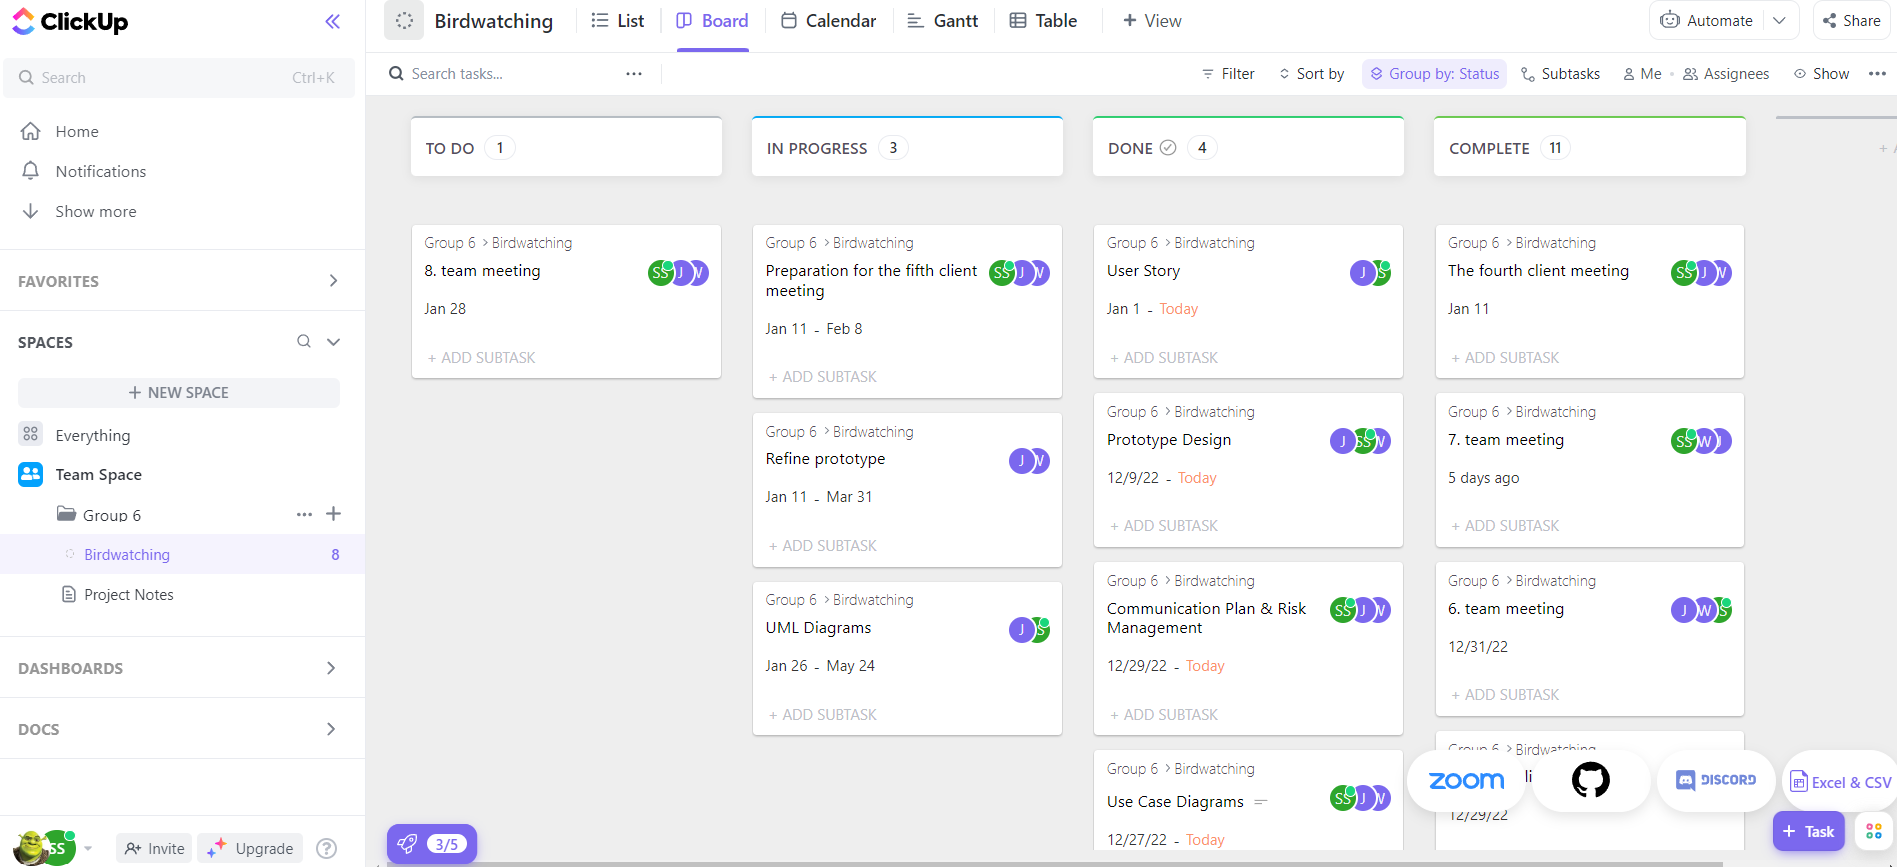 ClickUp
Search Ctrl+K
Home
Notifications
Show more
FAVORITES
SPACES
+ NEW SPACE
Everything
Team Space
Group 6
Birdwatching 8
Project Notes
DASHBOARDS
DOCS
SS
Invite
Upgrade
Birdwatching
List
Board
Calendar
Gantt
Table
+ View
Automate
Share
Search tasks...
Filter
Sort by
Group by: Status
Subtasks
Me
Assignees
Show
TO DO 1
Group 6 > Birdwatching
8. team meeting
SS J W
Jan 28
+ ADD SUBTASK
IN PROGRESS 3
Group 6 > Birdwatching
Preparation for the fifth client
meeting
SS J W
Jan 11 - Feb 8
+ ADD SUBTASK
Group 6 > Birdwatching
Refine prototype
J W
Jan 11 - Mar 31
+ ADD SUBTASK
Group 6 > Birdwatching
UML Diagrams
J S
Jan 26 - May 24
+ ADD SUBTASK
DONE 4
Group 6 > Birdwatching
User Story
J S
Jan 1 - Today
+ ADD SUBTASK
Group 6 > Birdwatching
Prototype Design
J SS W
12/9/22 - Today
+ ADD SUBTASK
Group 6 > Birdwatching
Communication Plan & Risk
Management
SS J W
12/29/22 - Today
+ ADD SUBTASK
Group 6 > Birdwatching
Use Case Diagrams
SS J W
12/27/22 - Today
COMPLETE 11
Group 6 > Birdwatching
The fourth client meeting
SS J W
Jan 11
+ ADD SUBTASK
Group 6 > Birdwatching
7. team meeting
SS W J
5 days ago
+ ADD SUBTASK
Group 6 > Birdwatching
6. team meeting
J W S
12/31/22
+ ADD SUBTASK
Group 6 > Birdwatching
12/29/22
zoom
DISCORD
Excel & CSV
+ Task
3/5